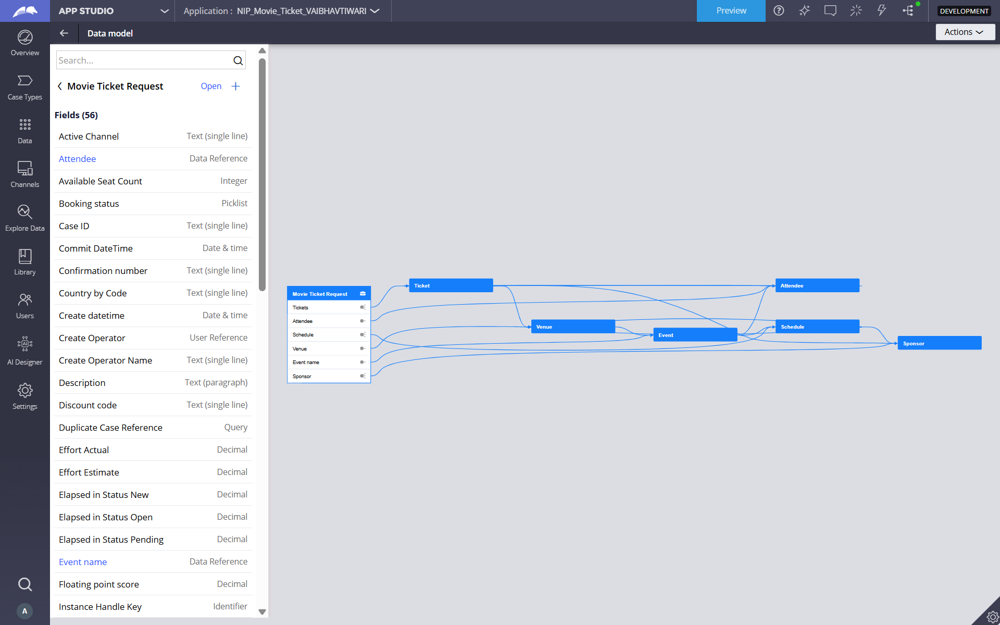 APP STUDIO
Application : NIP_Movie_Ticket_VAIBHAVTIWARI
Preview
DEVELOPMENT
Data model
Actions
Overview
Case Types
Data
Channels
Explore Data
Library
Users
AI
AI Designer
Settings
A
Search...
Movie Ticket Request Open
Fields (56)
Active Channel Text (single line)
Attendee Data Reference
Available Seat Count Integer
Booking status Picklist
Case ID Text (single line)
Commit DateTime Date & time
Confirmation number Text (single line)
Country by Code Text (single line)
Create datetime Date & time
Create Operator User Reference
Create Operator Name Text (single line)
Description Text (paragraph)
Discount code Text (single line)
Duplicate Case Reference Query
Effort Actual Decimal
Effort Estimate Decimal
Elapsed in Status New Decimal
Elapsed in Status Open Decimal
Elapsed in Status Pending Decimal
Event name Data Reference
Floating point score Decimal
Instance Handle Key Identifier
Movie Ticket Request
Tickets
Attendee
Schedule
Venue
Event name
Sponsor
Ticket
Venue
Event
Attendee
Schedule
Sponsor